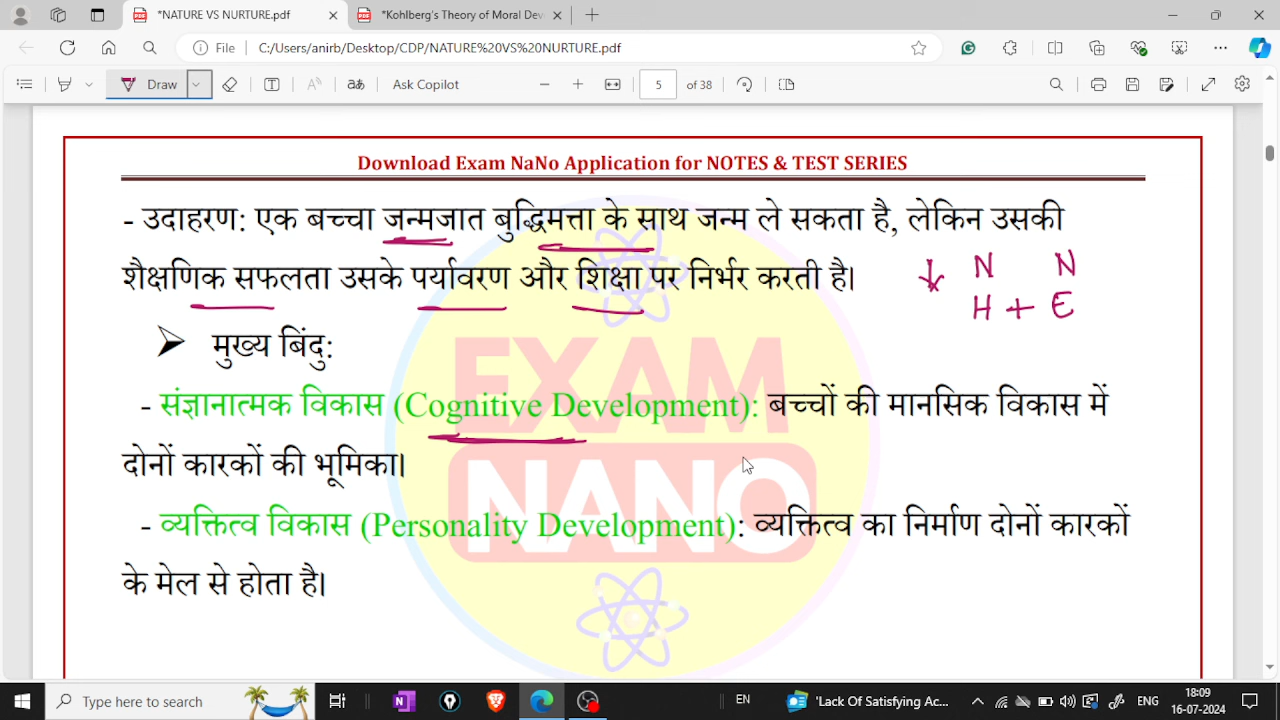 *NATURE VS NURTURE.pdf
*Kohlberg's Theory of Moral Dev
File
C:/Users/anirb/Desktop/CDP/NATURE%20VS%20NURTURE.pdf
Draw
Ask Copilot
5
of 38
Download Exam NaNo Application for NOTES & TEST SERIES
- उदाहरण: एक बच्चा जन्मजात बुद्धिमत्ता के साथ जन्म ले सकता है, लेकिन उसकी
शैक्षणिक सफलता उसके पर्यावरण और शिक्षा पर निर्भर करती है।
N N
H + E
➤ मुख्य बिंदु:
- संज्ञानात्मक विकास (Cognitive Development): बच्चों की मानसिक विकास में
दोनों कारकों की भूमिका।
- व्यक्तित्व विकास (Personality Development): व्यक्तित्व का निर्माण दोनों कारकों
के मेल से होता है।
EXAM
NANO
Type here to search
EN
'Lack Of Satisfying Ac...
ENG
18:09
16-07-2024